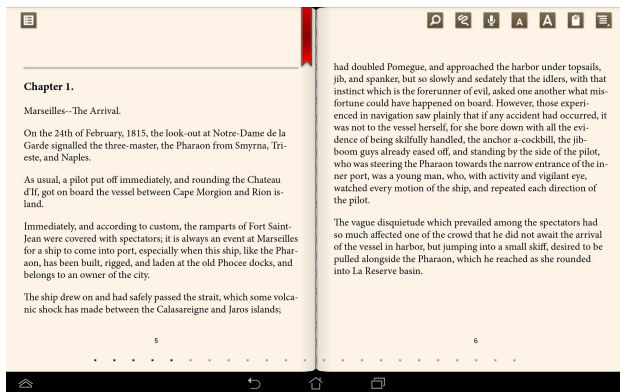 Chapter 1.
Marseilles--The Arrival.
On the 24th of February, 1815, the look-out at Notre-Dame de la
Garde signalled the three-master, the Pharaon from Smyrna, Tri-
este, and Naples.
As usual, a pilot put off immediately, and rounding the Chateau
d'If, got on board the vessel between Cape Morgion and Rion is-
land.
Immediately, and according to custom, the ramparts of Fort Saint-
Jean were covered with spectators; it is always an event at Marseilles
for a ship to come into port, especially when this ship, like the Phar-
aon, has been built, rigged, and laden at the old Phocee docks, and
belongs to an owner of the city.
The ship drew on and had safely passed the strait, which some volca-
nic shock has made between the Calasareigne and Jaros islands;
5
had doubled Pomegue, and approached the harbor under topsails,
jib, and spanker, but so slowly and sedately that the idlers, with that
instinct which is the forerunner of evil, asked one another what mis-
fortune could have happened on board. However, those experi-
enced in navigation saw plainly that if any accident had occurred, it
was not to the vessel herself, for she bore down with all the evi-
dence of being skilfully handled, the anchor a-cockbill, the jib-
boom guys already eased off, and standing by the side of the pilot,
who was steering the Pharaon towards the narrow entrance of the in-
ner port, was a young man, who, with activity and vigilant eye,
watched every motion of the ship, and repeated each direction of
the pilot.
The vague disquietude which prevailed among the spectators had
so much affected one of the crowd that he did not await the arrival
of the vessel in harbor, but jumping into a small skiff, desired to be
pulled alongside the Pharaon, which he reached as she rounded
into La Reserve basin.
6
A
A